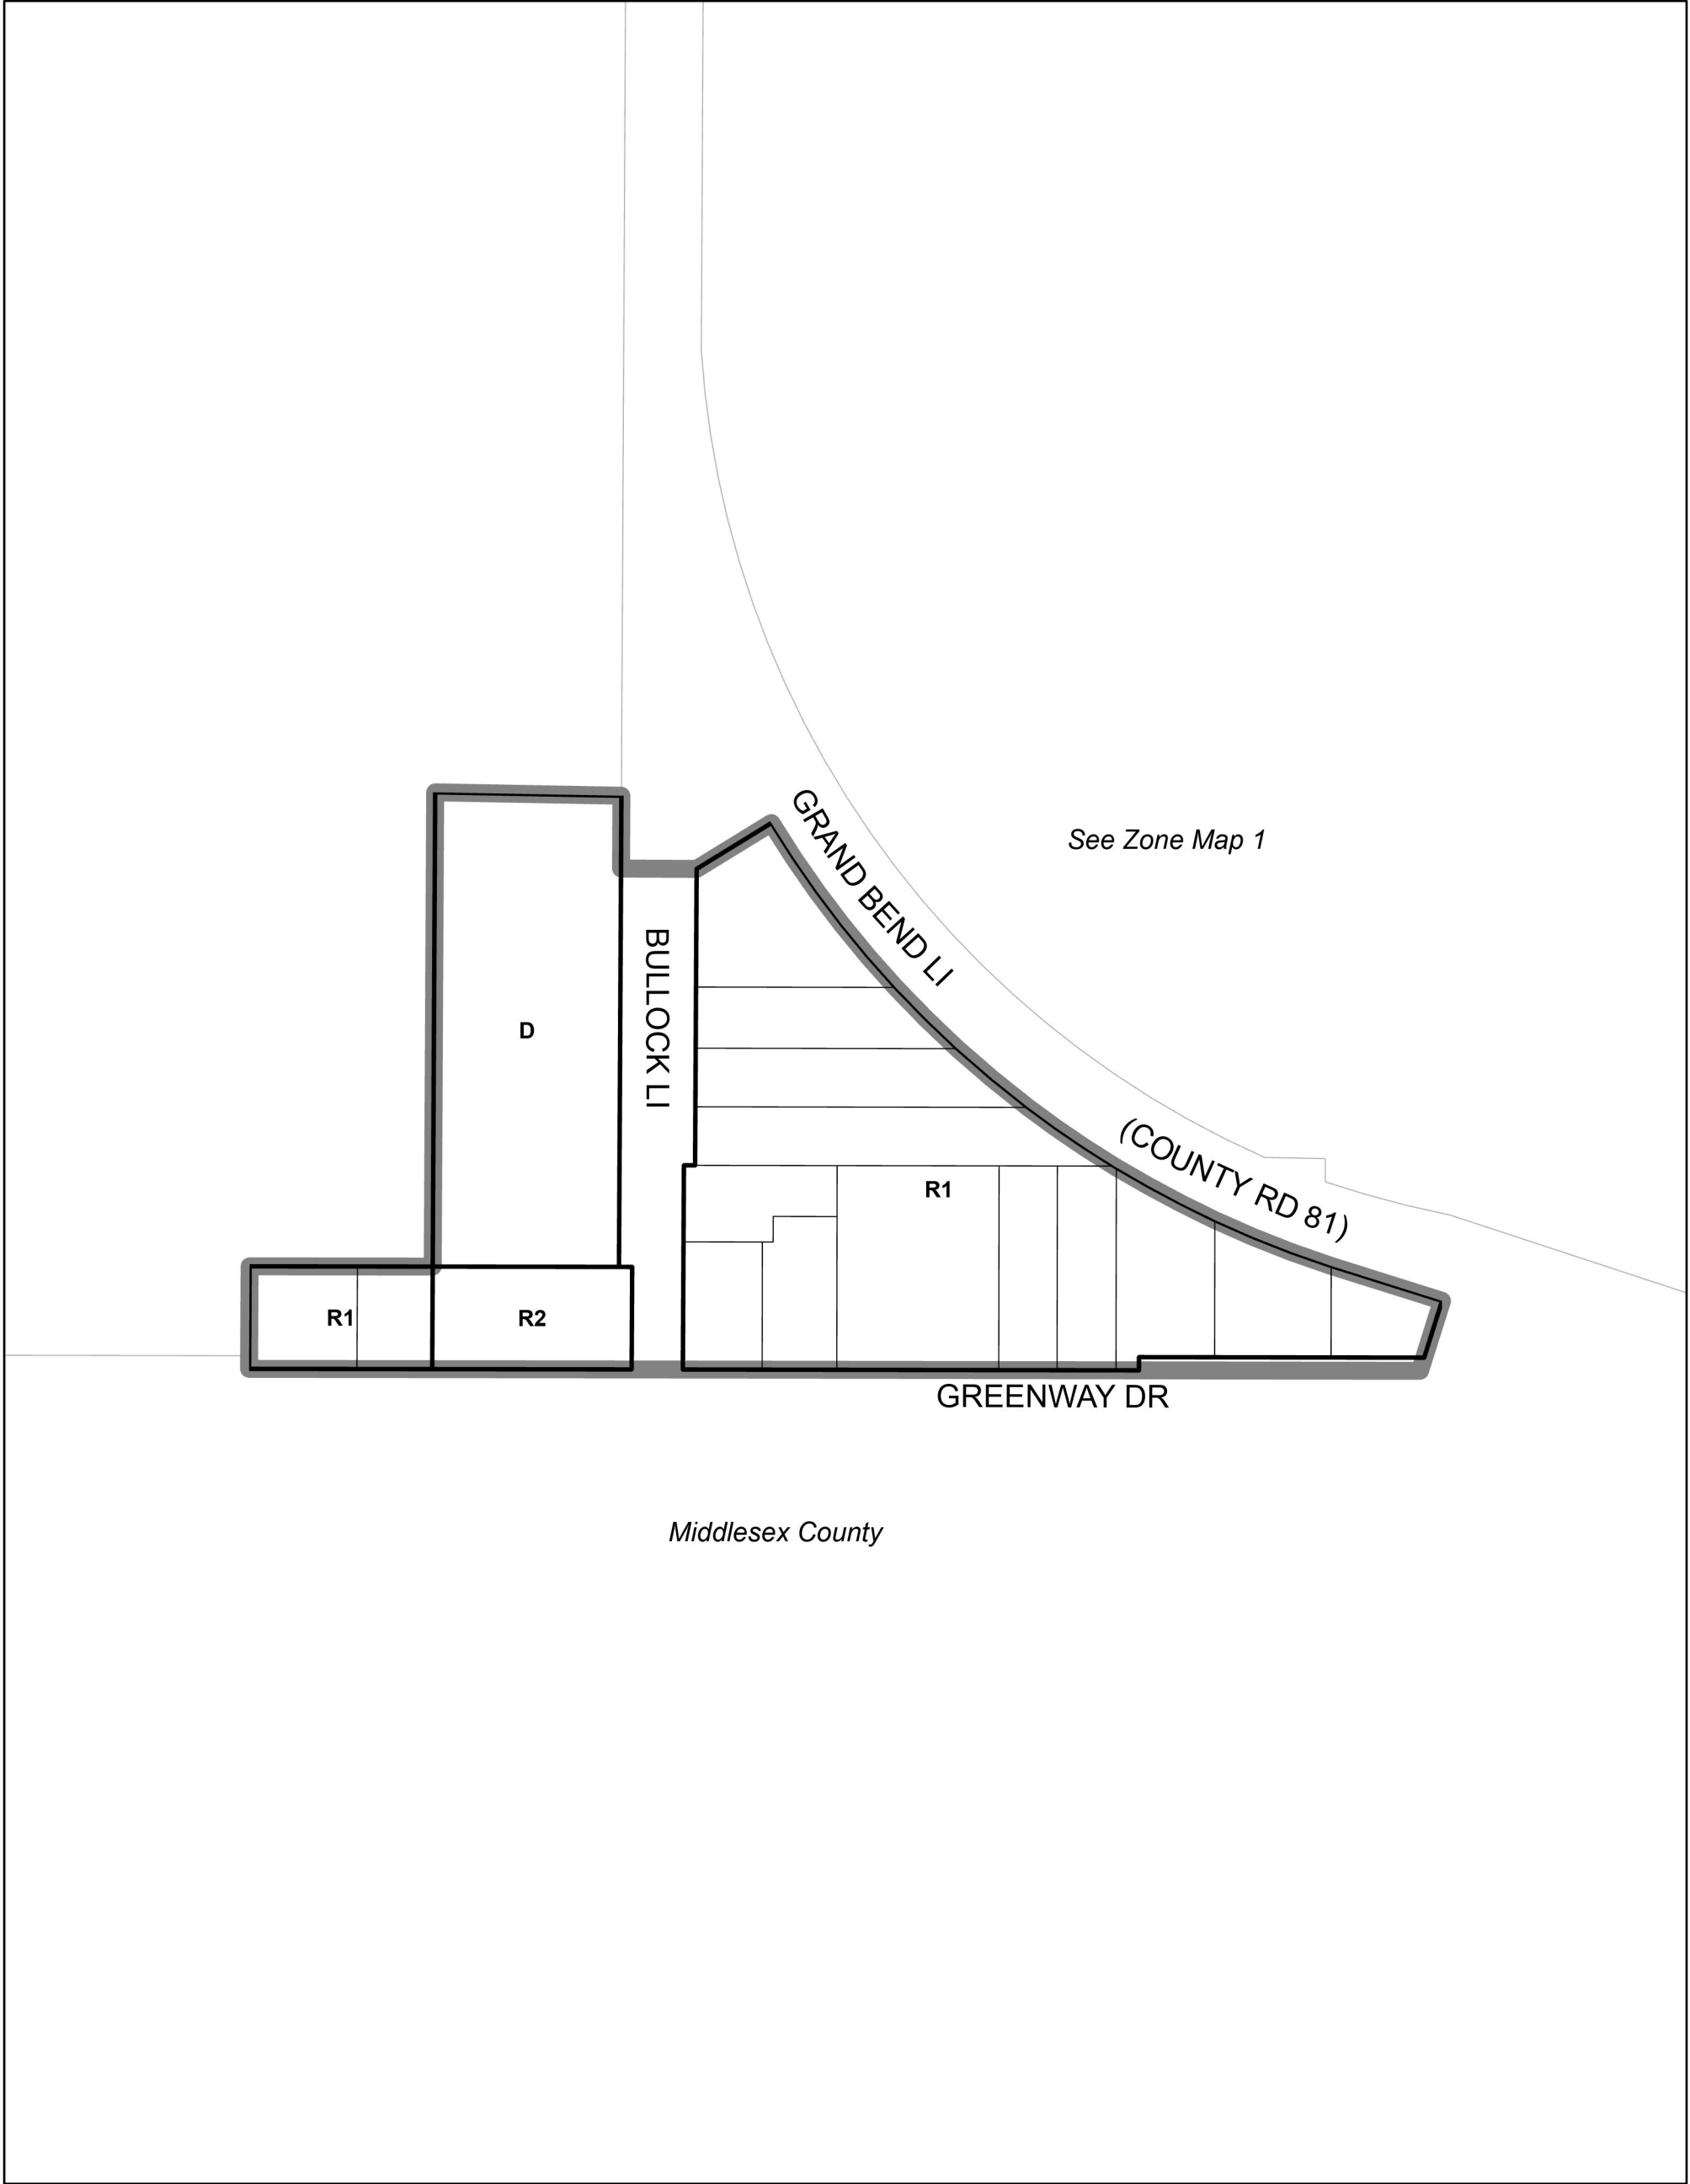 GRAND BEND LI
See Zone Map 1
BULLOCK LI
D
(COUNTY RD 81)
R1
R1
R2
GREENWAY DR
Middlesex County